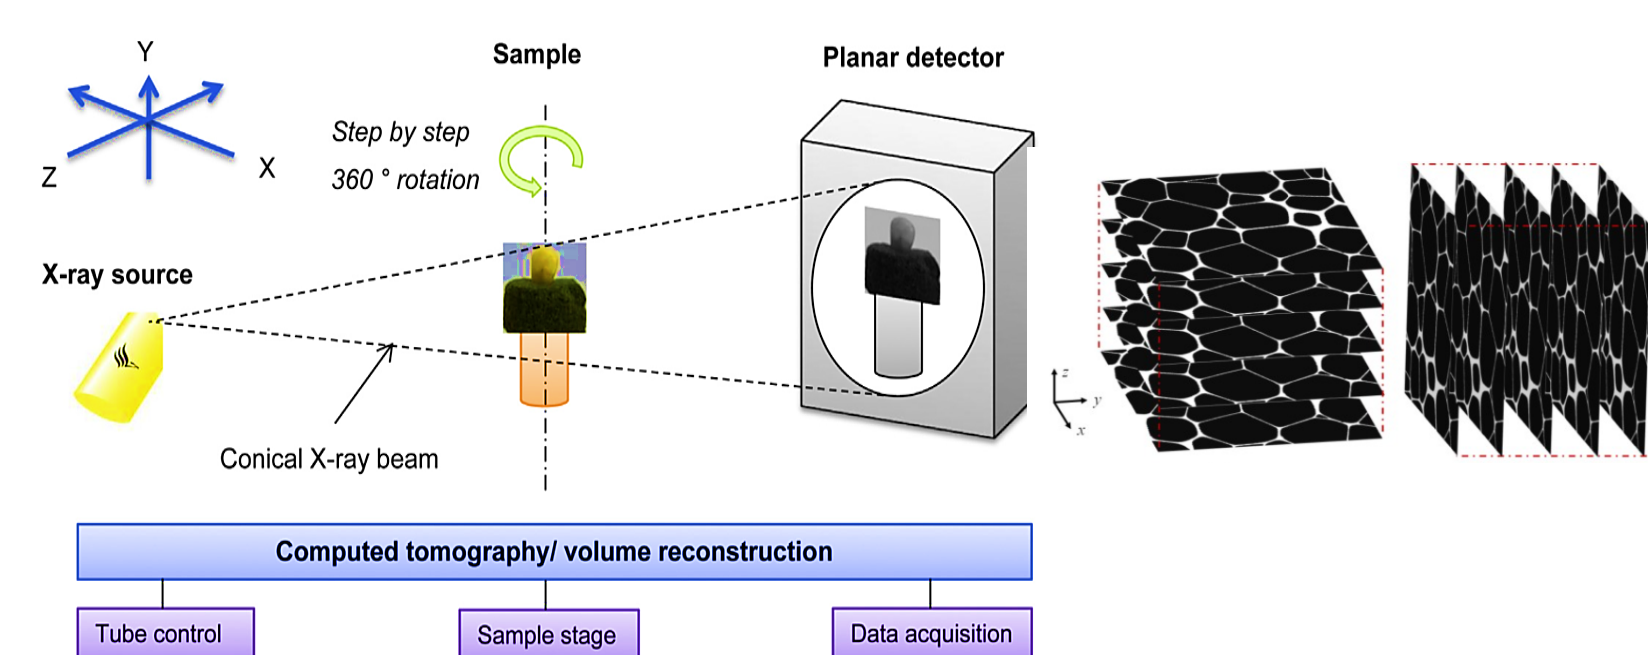 Y
Z
X
Sample
Planar detector
Step by step
360 ° rotation
X-ray source
Conical X-ray beam
z
y
x
Computed tomography/ volume reconstruction
Tube control
Sample stage
Data acquisition